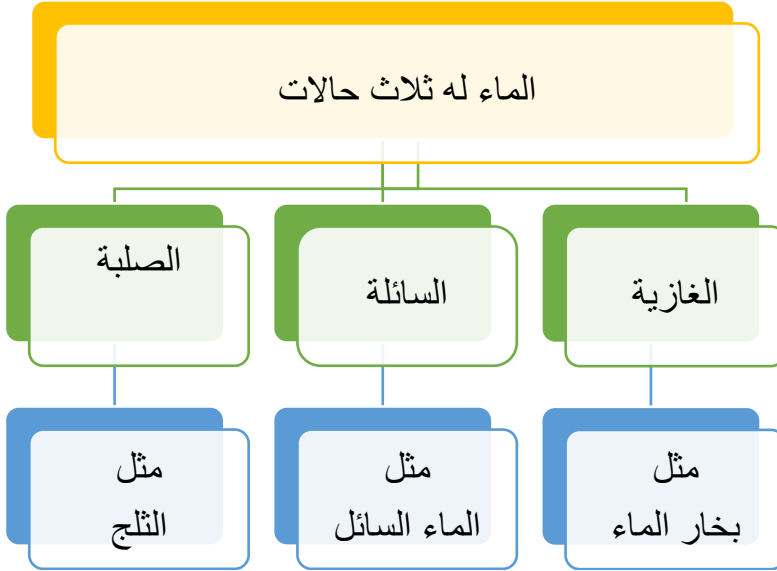 الماء له ثلاث حالات
الغازية
السائلة
الصلبة
مثل
بخار الماء
مثل
الماء السائل
مثل
الثلج